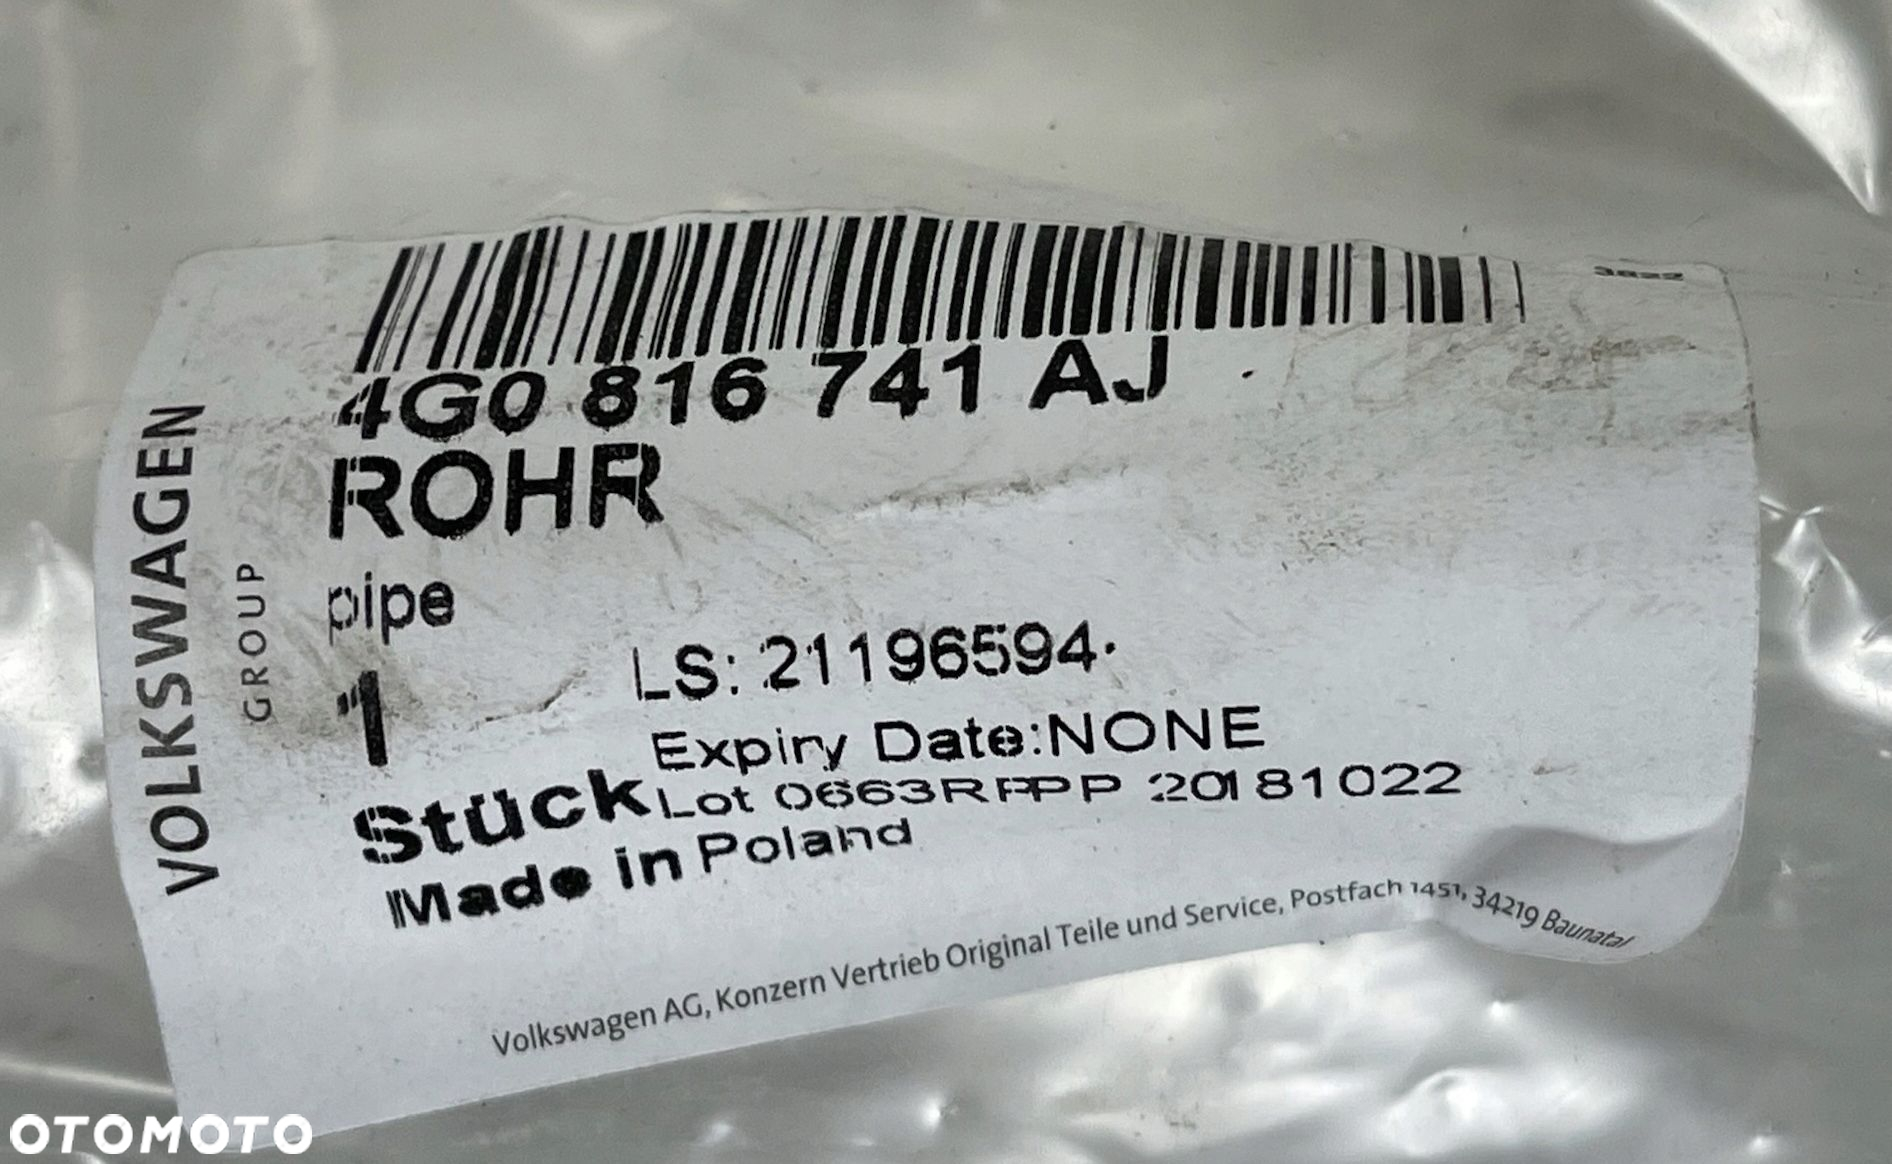 3822
4G0 816 741 AJ
ROHR
pipe
1
LS: 21196594
Expiry Date:NONE
Stück
Lot 0663RPPP 20181022
Made in Poland
VOLKSWAGEN
GROUP
Volkswagen AG, Konzern Vertrieb Original Teile und Service, Postfach 1451, 34219 Baunatal
OTOMOTO